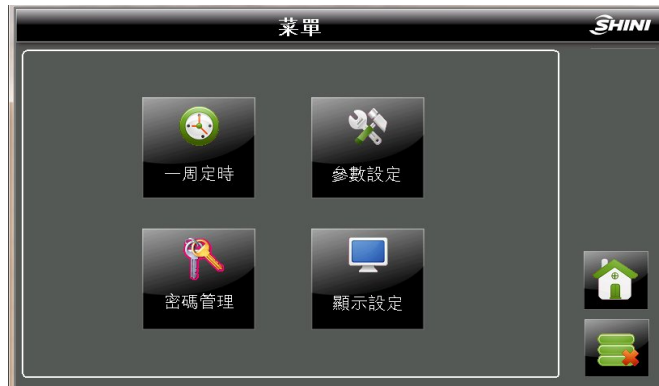 菜單
SHINI
一周定時
參數設定
密碼管理
顯示設定